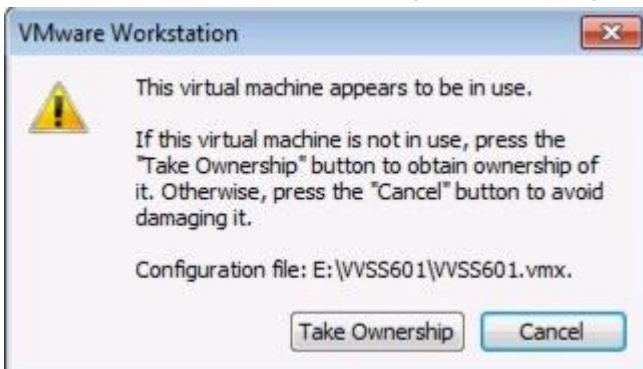 VMware Workstation
This virtual machine appears to be in use.
If this virtual machine is not in use, press the
"Take Ownership" button to obtain ownership of
it. Otherwise, press the "Cancel" button to avoid
damaging it.
Configuration file: E:\VVSS601\VVSS601.vmx.
Take Ownership
Cancel